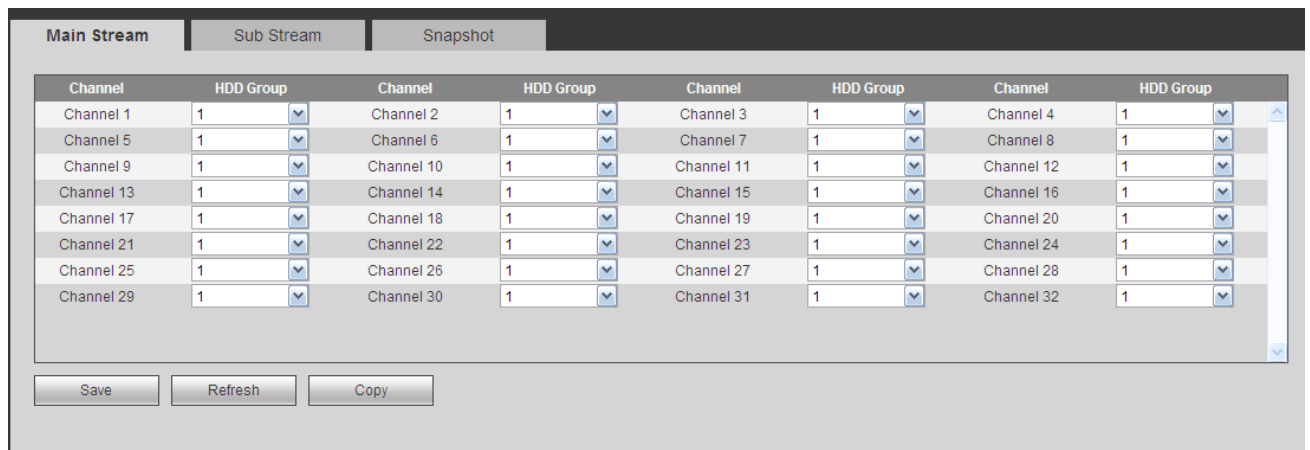 Main Stream Sub Stream Snapshot
Channel HDD Group Channel HDD Group Channel HDD Group Channel HDD Group
Channel 1 1 Channel 2 1 Channel 3 1 Channel 4 1
Channel 5 1 Channel 6 1 Channel 7 1 Channel 8 1
Channel 9 1 Channel 10 1 Channel 11 1 Channel 12 1
Channel 13 1 Channel 14 1 Channel 15 1 Channel 16 1
Channel 17 1 Channel 18 1 Channel 19 1 Channel 20 1
Channel 21 1 Channel 22 1 Channel 23 1 Channel 24 1
Channel 25 1 Channel 26 1 Channel 27 1 Channel 28 1
Channel 29 1 Channel 30 1 Channel 31 1 Channel 32 1
Save Refresh Copy